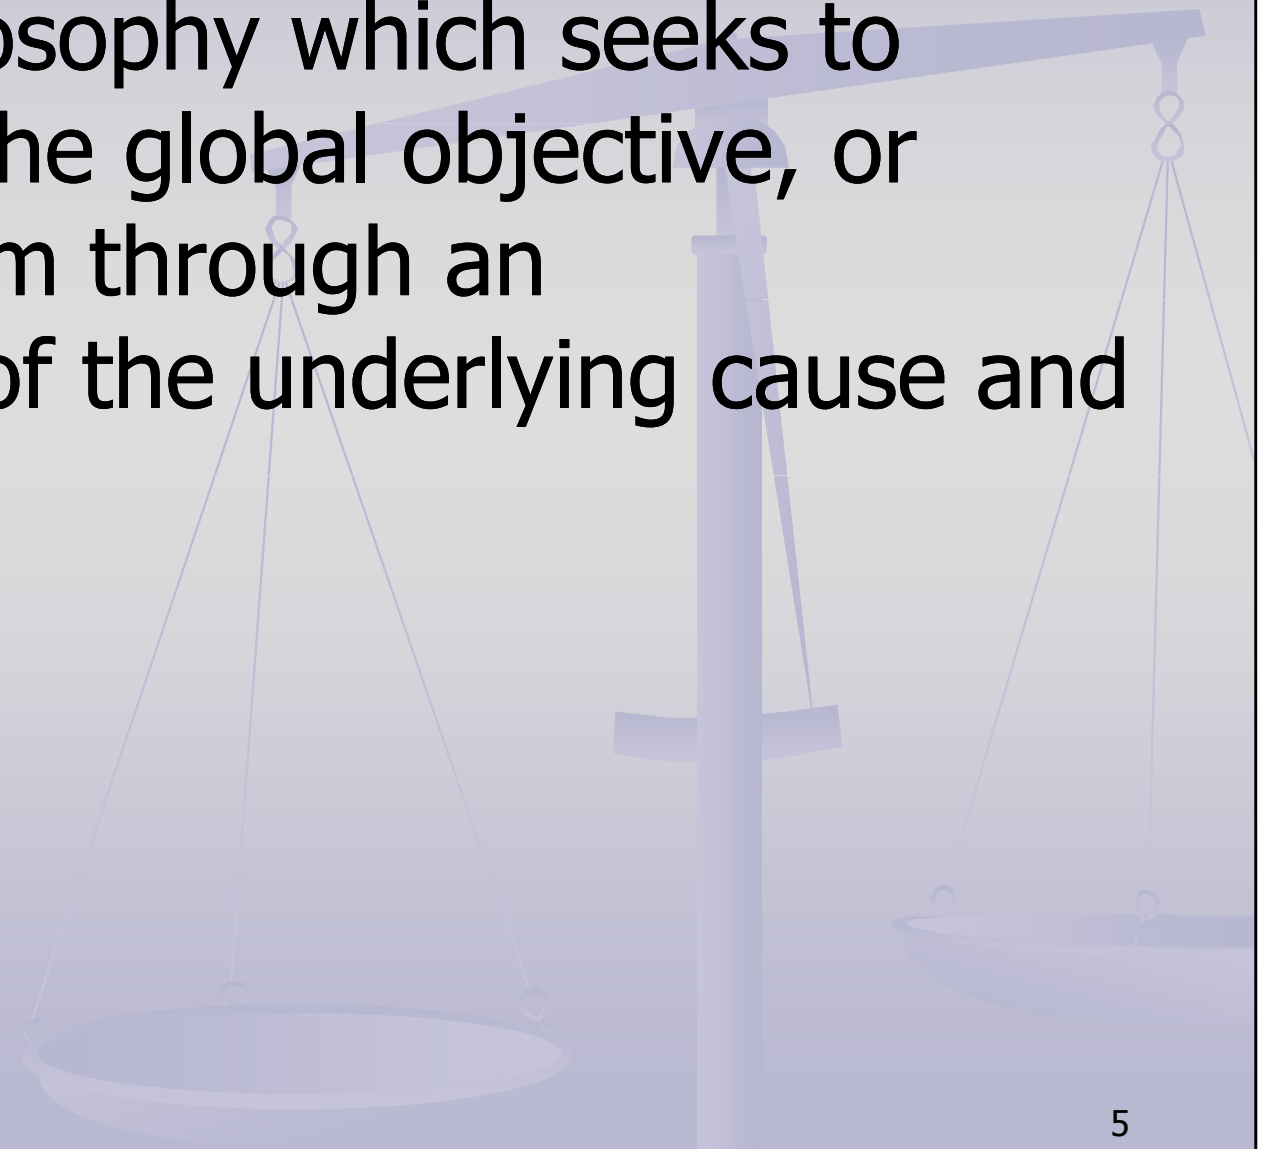 osophy which seeks to
he global objective, or
m through an
of the underlying cause and
5